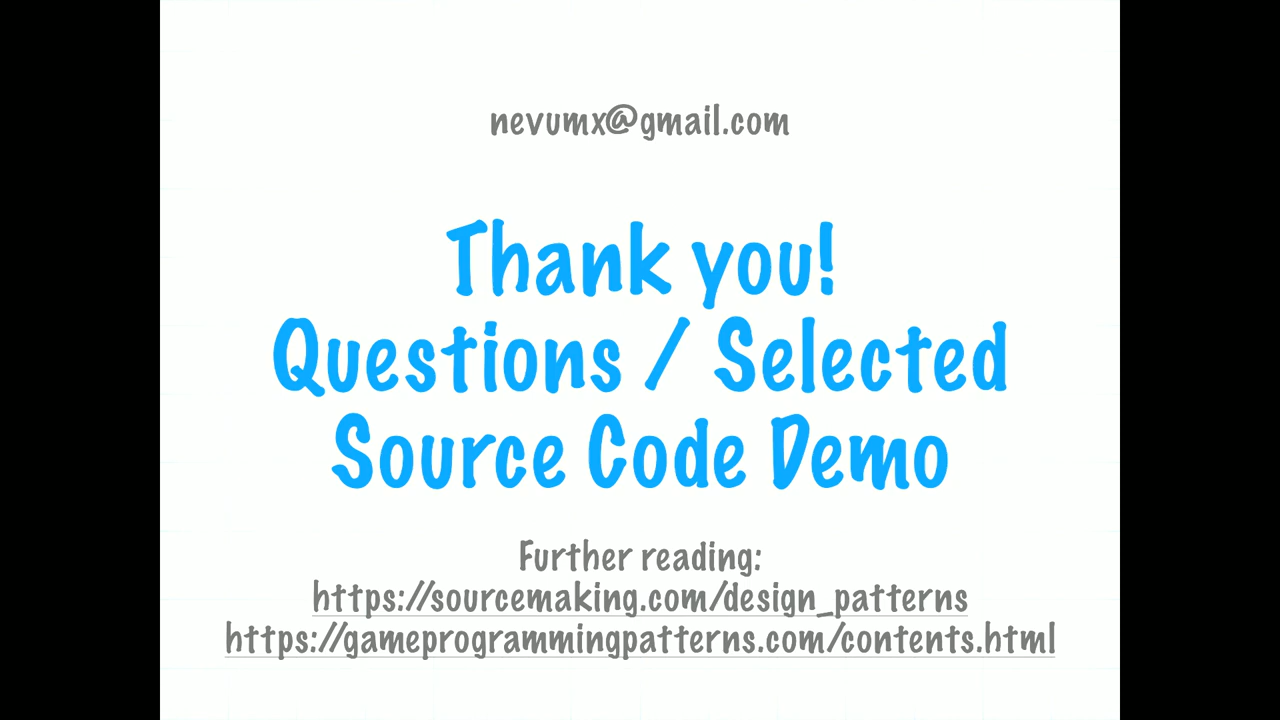 nevumx@gmail.com
Thank you!
Questions / Selected
Source Code Demo
Further reading:
https://sourcemaking.com/design_patterns
https://gameprogrammingpatterns.com/contents.html